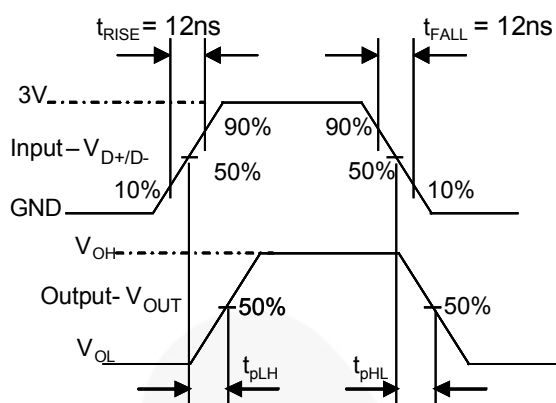 tRISE = 12ns
tFALL = 12ns
3V
90%
90%
Input– VD+/D-
50%
50%
10%
10%
GND
VOH
Output- VOUT
50%
50%
VOL
tpLH
tpHL